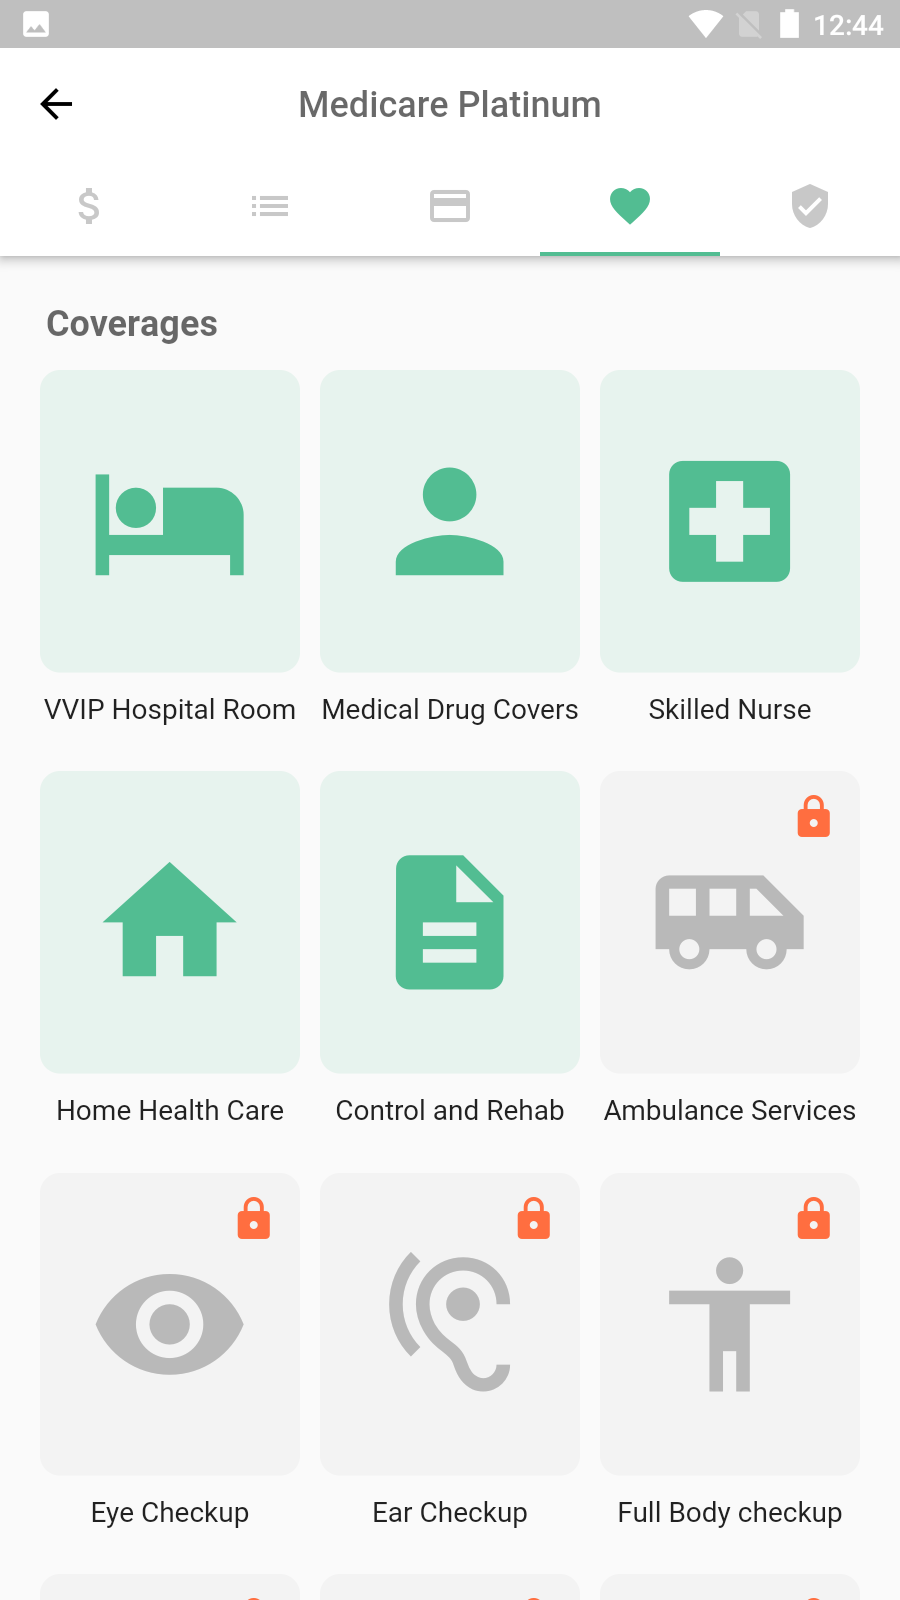 12:44
Medicare Platinum
Coverages
VVIP Hospital Room
Medical Drug Covers
Skilled Nurse
Home Health Care
Control and Rehab
Ambulance Services
Eye Checkup
Ear Checkup
Full Body checkup